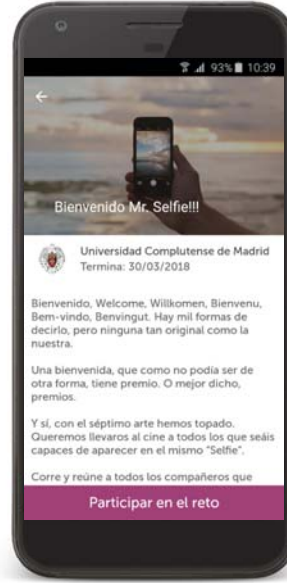 93% 10:39
Bienvenido Mr. Selfie!!!
Universidad Complutense de Madrid
Termina: 30/03/2018
Bienvenido, Welcome, Willkomen, Bienvenu,
Bem-vindo, Benvingut. Hay mil formas de
decirlo, pero ninguna tan original como la
nuestra.
Una bienvenida, que como no podía ser de
otra forma, tiene premio. O mejor dicho,
premios.
Y sí, con el séptimo arte hemos topado.
Queremos llevaros al cine a todos los que seáis
capaces de aparecer en el mismo “Selfie”.
Corre y reúne a todos los compañeros que
Participar en el reto